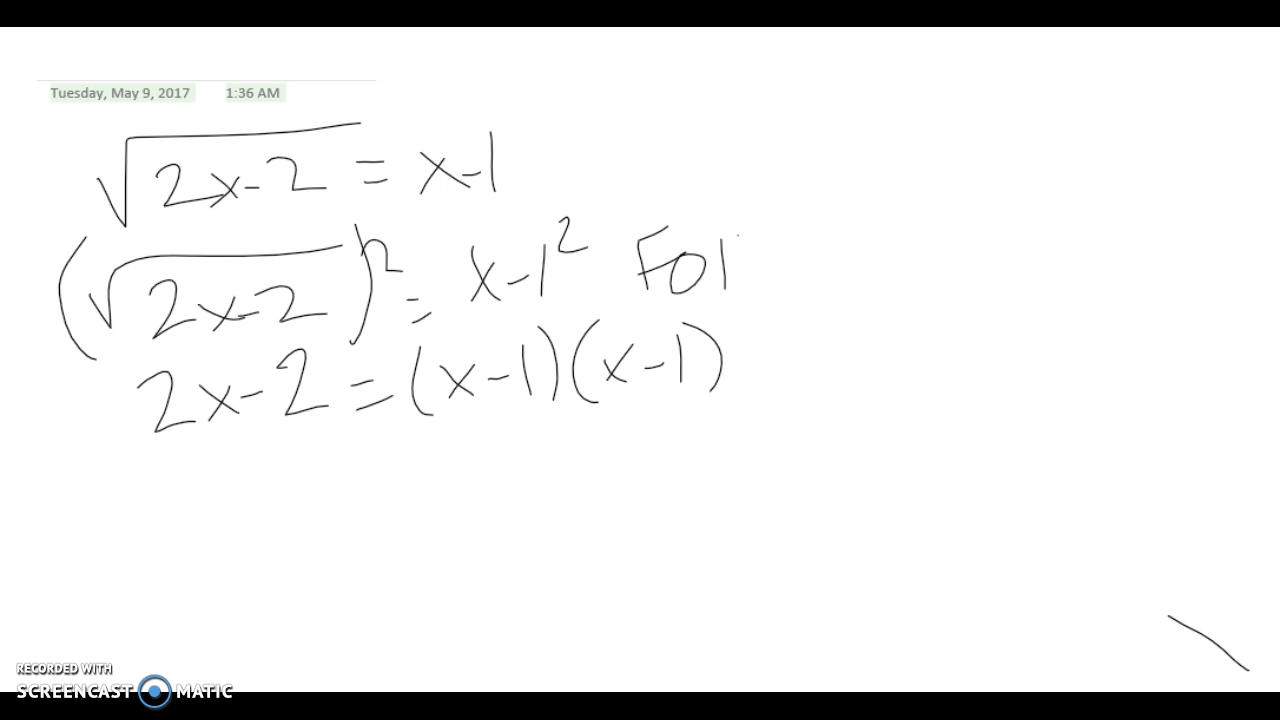 Tuesday, May 9, 2017 1:36 AM
√2x-2 = x-1
(√2x-2)² = x-1² FOI
2x-2 = (x-1)(x-1)
RECORDED WITH
SCREENCAST MATIC